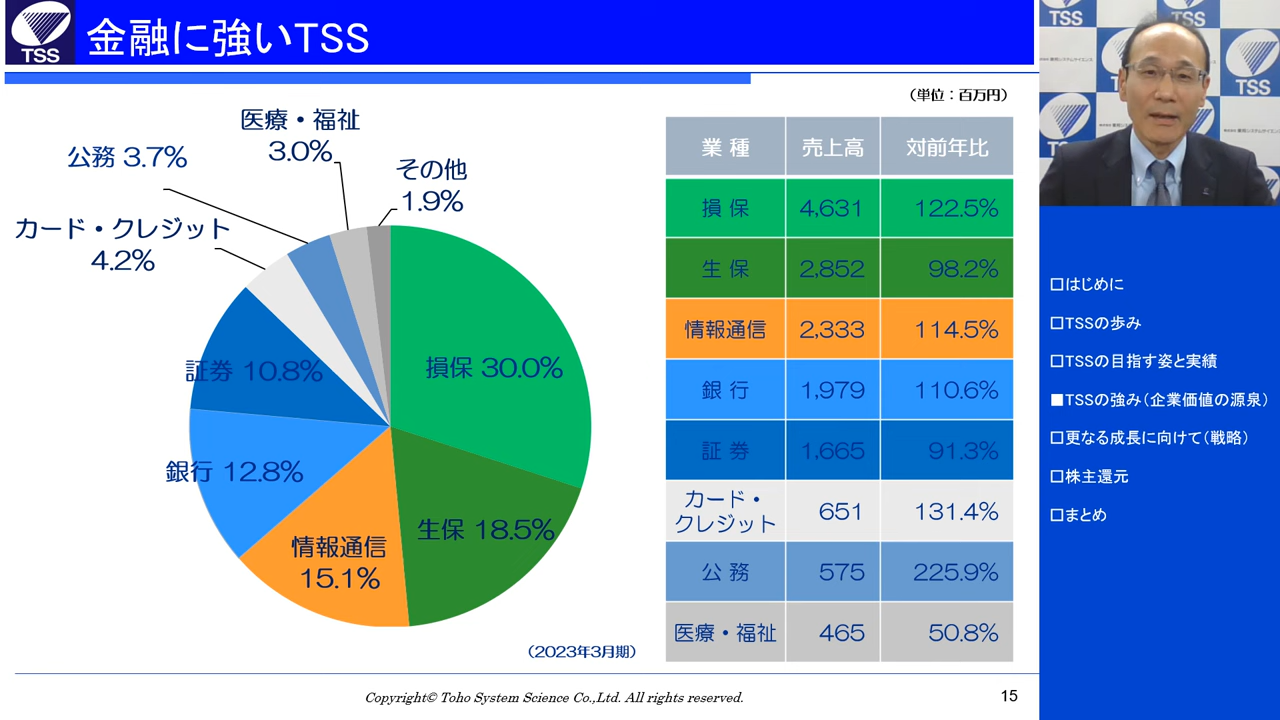 TSS
金融に強いTSS
(単位：百万円)
医療・福祉
3.0%
公務 3.7%
その他
1.9%
カード・クレジット
4.2%
証券 10.8%
損保 30.0%
銀行 12.8%
生保 18.5%
情報通信
15.1%
(2023年3月期)
業 種 売上高 対前年比
損 保 4,631 122.5%
生 保 2,852 98.2%
情報通信 2,333 114.5%
銀 行 1,979 110.6%
証 券 1,665 91.3%
カード・
クレジット 651 131.4%
公 務 575 225.9%
医療・福祉 465 50.8%
Copyright© Toho System Science Co.,Ltd. All rights reserved.
15
TSS
TSS
TSS
□はじめに
□TSSの歩み
□TSSの目指す姿と実績
■TSSの強み(企業価値の源泉)
□更なる成長に向けて(戦略)
□株主還元
□まとめ